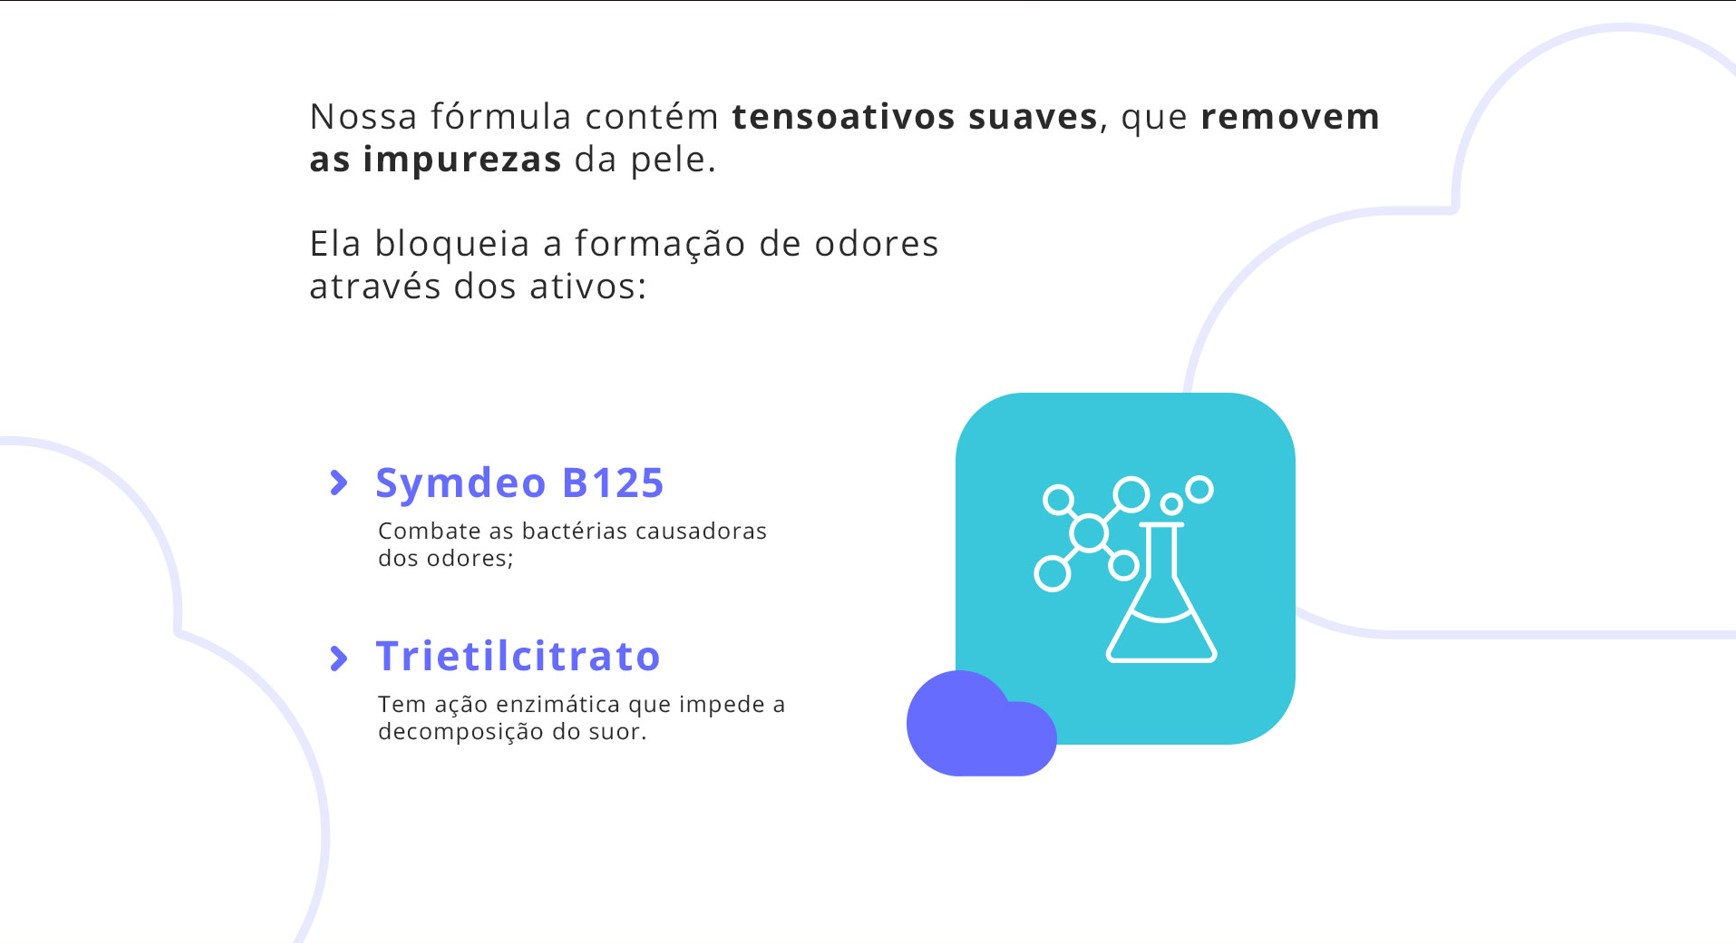 Nossa fórmula contém tensoativos suaves, que removem
as impurezas da pele.
Ela bloqueia a formação de odores
através dos ativos:
Symdeo B125
Combate as bactérias causadoras
dos odores;
Trietilcitrato
Tem ação enzimática que impede a
decomposição do suor.